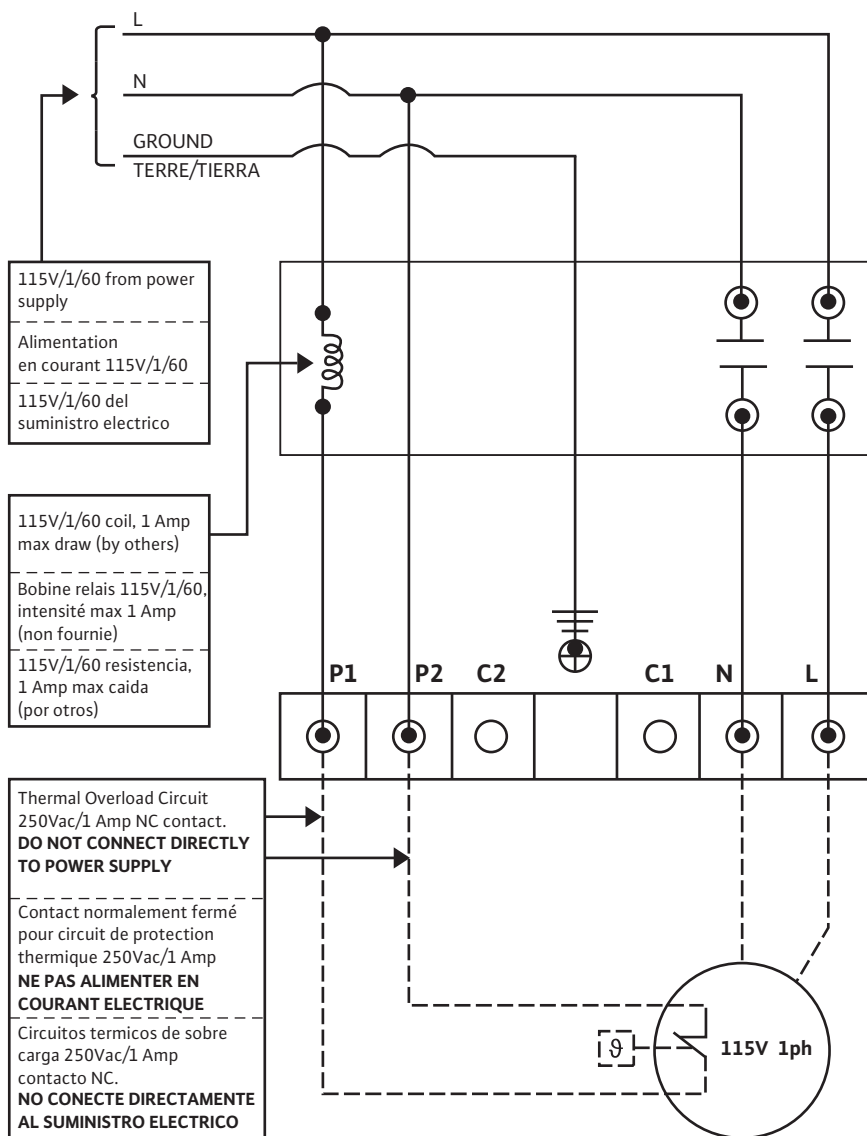 L
N
GROUND
TERRE/TIERRA
115V/1/60 from power
supply
Alimentation
en courant 115V/1/60
115V/1/60 del
suministro electrico
115V/1/60 coil, 1 Amp
max draw (by others)
Bobine relais 115V/1/60,
intensité max 1 Amp
(non fournie)
115V/1/60 resistencia,
1 Amp max caida
(por otros)
P1 P2 C2 C1 N L
Thermal Overload Circuit
250Vac/1 Amp NC contact.
DO NOT CONNECT DIRECTLY
TO POWER SUPPLY
Contact normalement fermé
pour circuit de protection
thermique 250Vac/1 Amp
NE PAS ALIMENTER EN
COURANT ELECTRIQUE
Circuitos termicos de sobre
carga 250Vac/1 Amp
contacto NC.
NO CONECTE DIRECTAMENTE
AL SUMINISTRO ELECTRICO
ϑ
115V 1ph